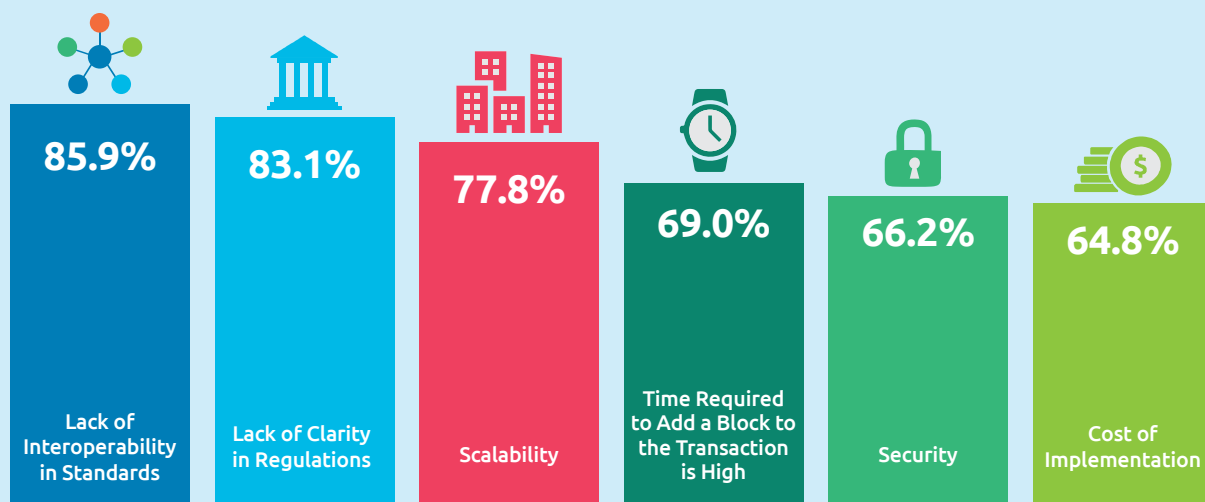 85.9%
Lack of
Interoperability
in Standards
83.1%
Lack of Clarity
in Regulations
77.8%
Scalability
69.0%
Time Required
to Add a Block to
the Transaction
is High
66.2%
Security
$
64.8%
Cost of
Implementation